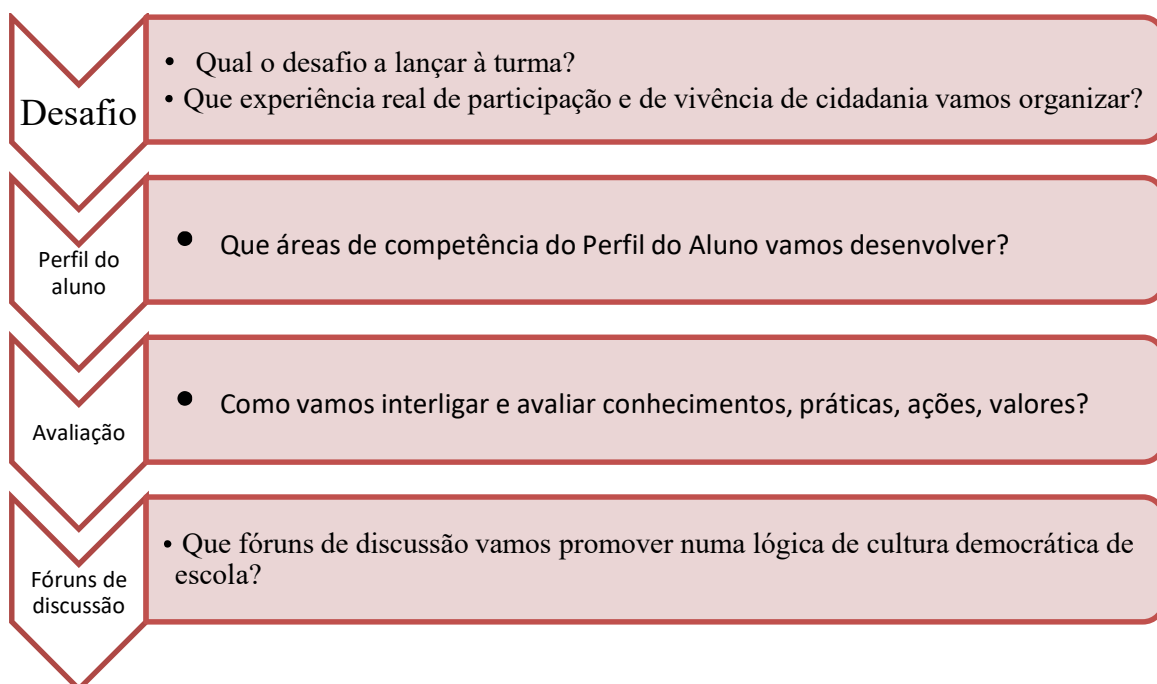 Desafio
• Qual o desafio a lançar à turma?
• Que experiência real de participação e de vivência de cidadania vamos organizar?
Perfil do
aluno
• Que áreas de competência do Perfil do Aluno vamos desenvolver?
Avaliação
• Como vamos interligar e avaliar conhecimentos, práticas, ações, valores?
Fóruns de
discussão
• Que fóruns de discussão vamos promover numa lógica de cultura democrática de
escola?